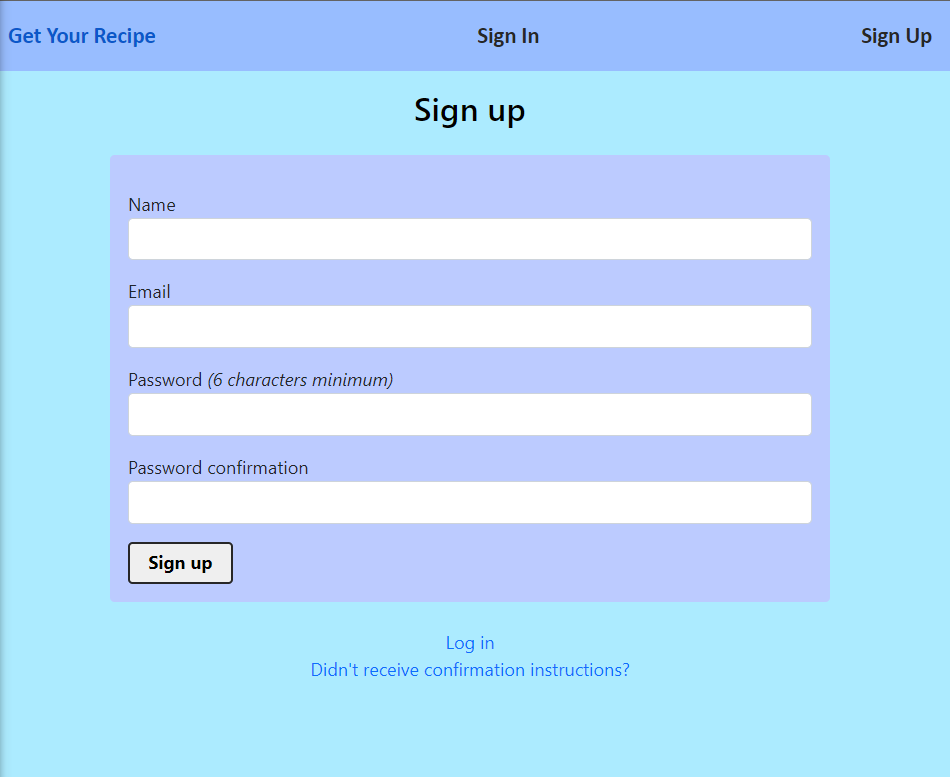 Get Your Recipe Sign In Sign Up
Sign up
Name
Email
Password (6 characters minimum)
Password confirmation
Sign up
Log in
Didn't receive confirmation instructions?